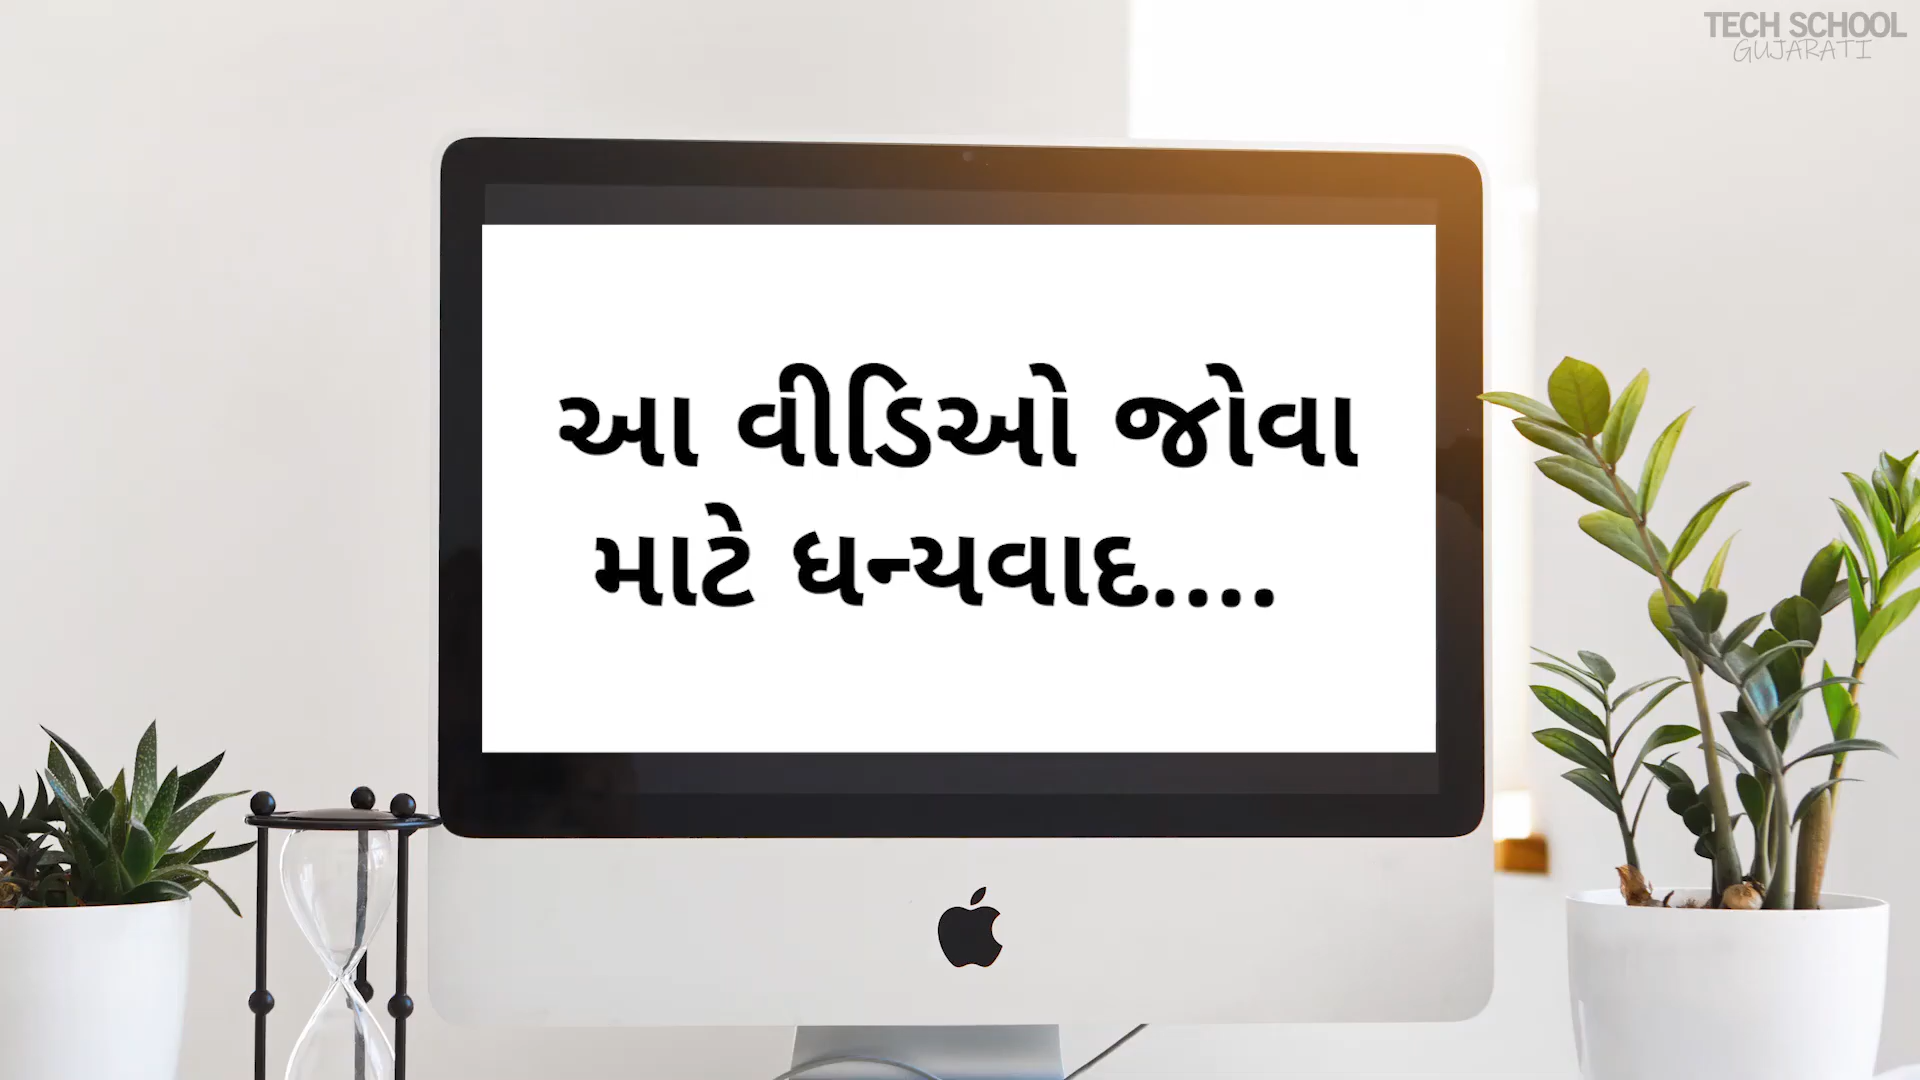 TECH SCHOOL
GUJARATI
આ વીડિઓ જોવા
માટે ધન્યવાદ....